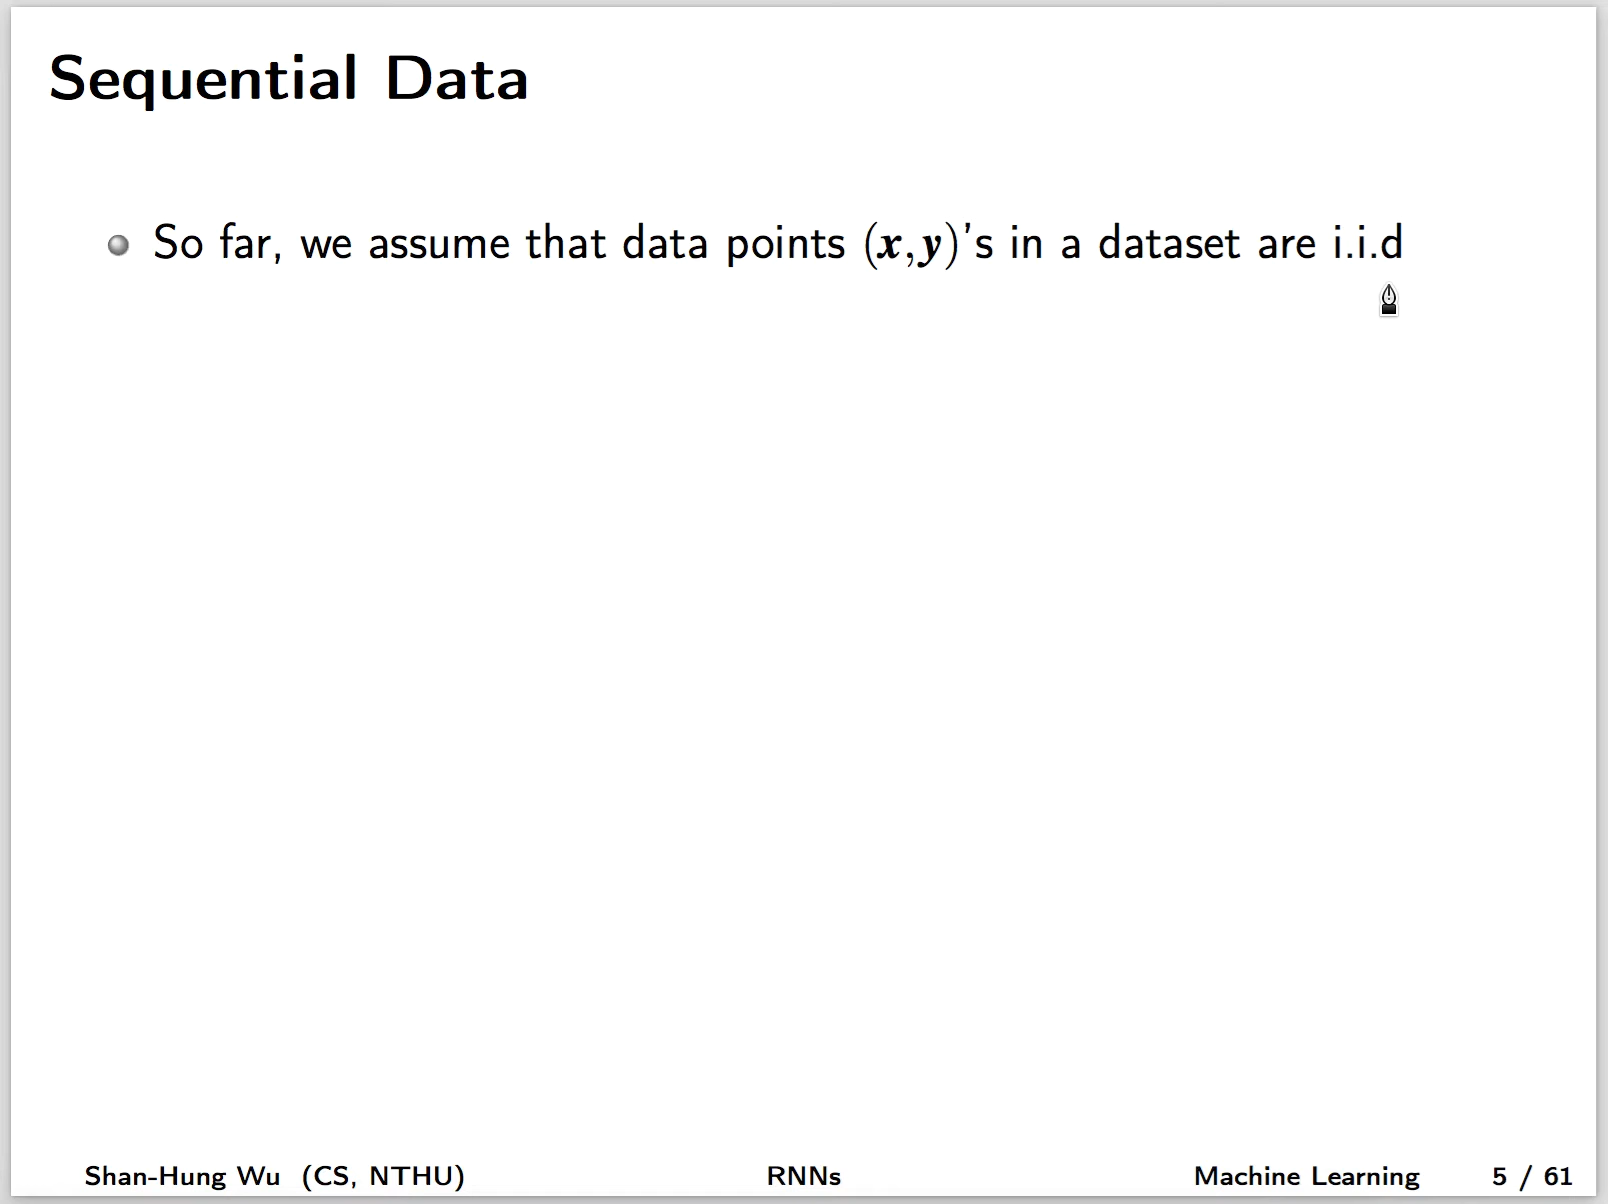 Sequential Data
So far, we assume that data points (x,y)'s in a dataset are i.i.d
Shan-Hung Wu (CS, NTHU) RNNs Machine Learning 5 / 61